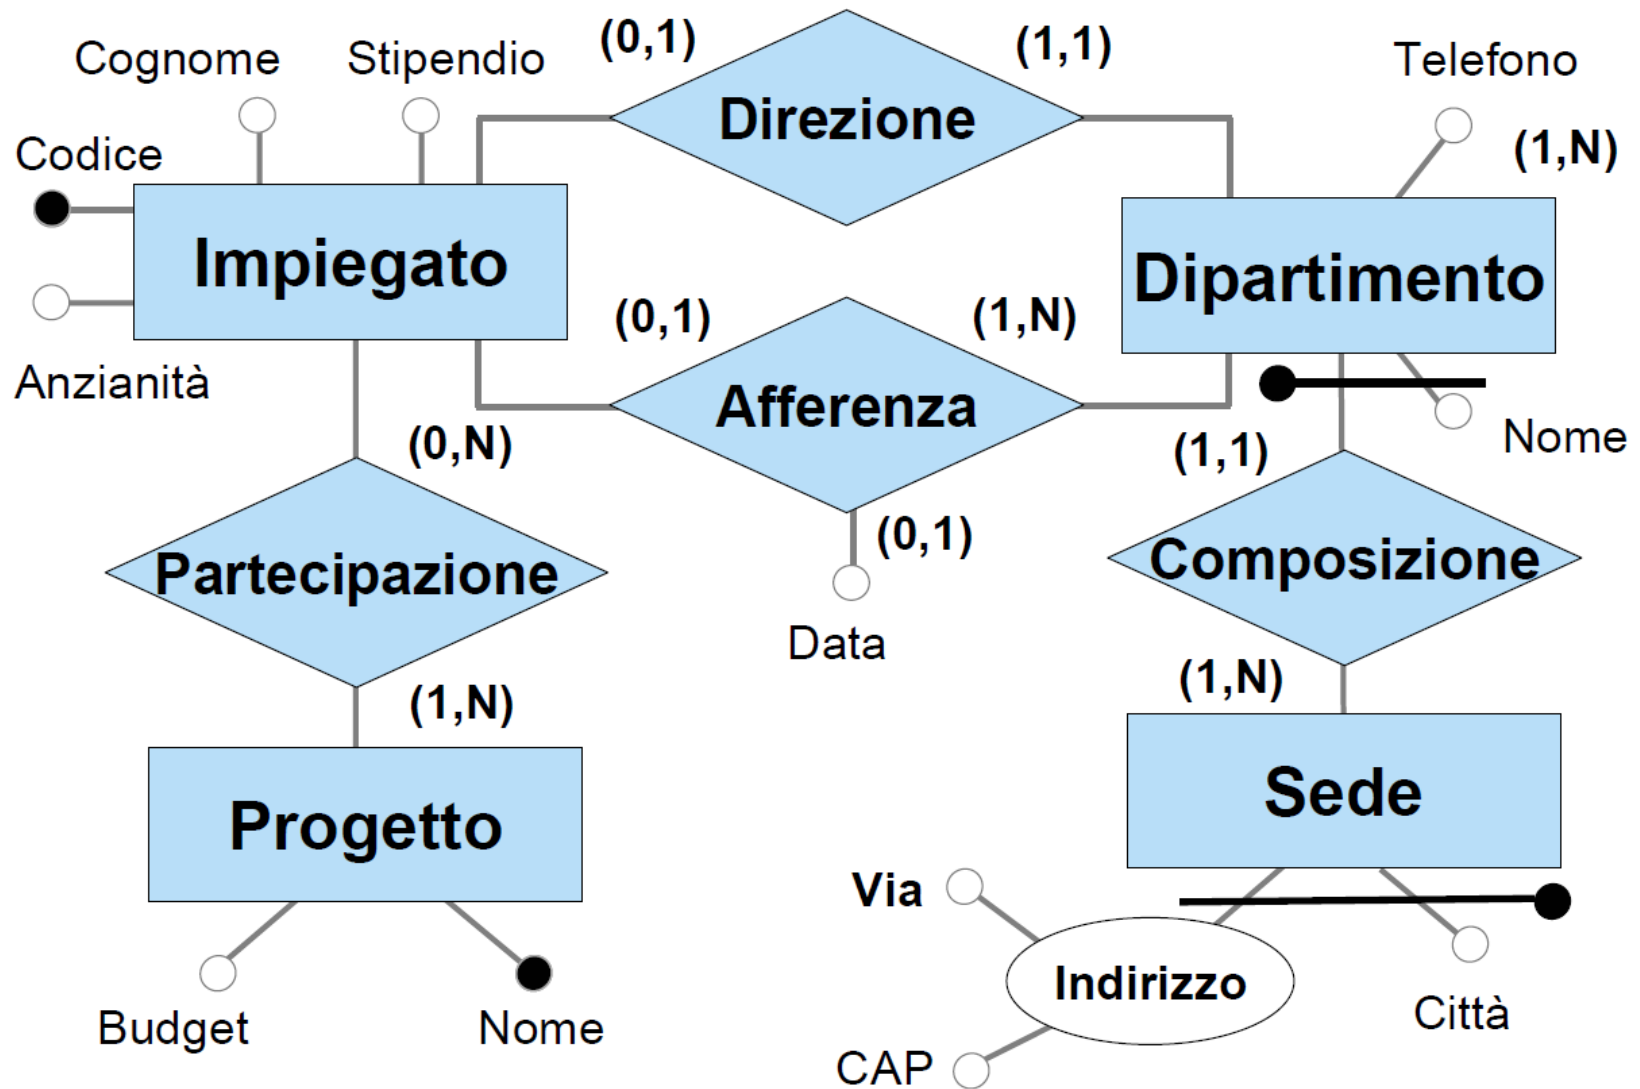 (0,1)
(1,1)
Cognome
Stipendio
Telefono
Direzione
Codice
(1,N)
Impiegato
Dipartimento
(0,1)
(1,N)
Anzianità
Afferenza
(0,N)
(1,1)
Nome
(0,1)
Partecipazione
Composizione
Data
(1,N)
(1,N)
Progetto
Sede
Via
Indirizzo
Budget
Nome
Città
CAP